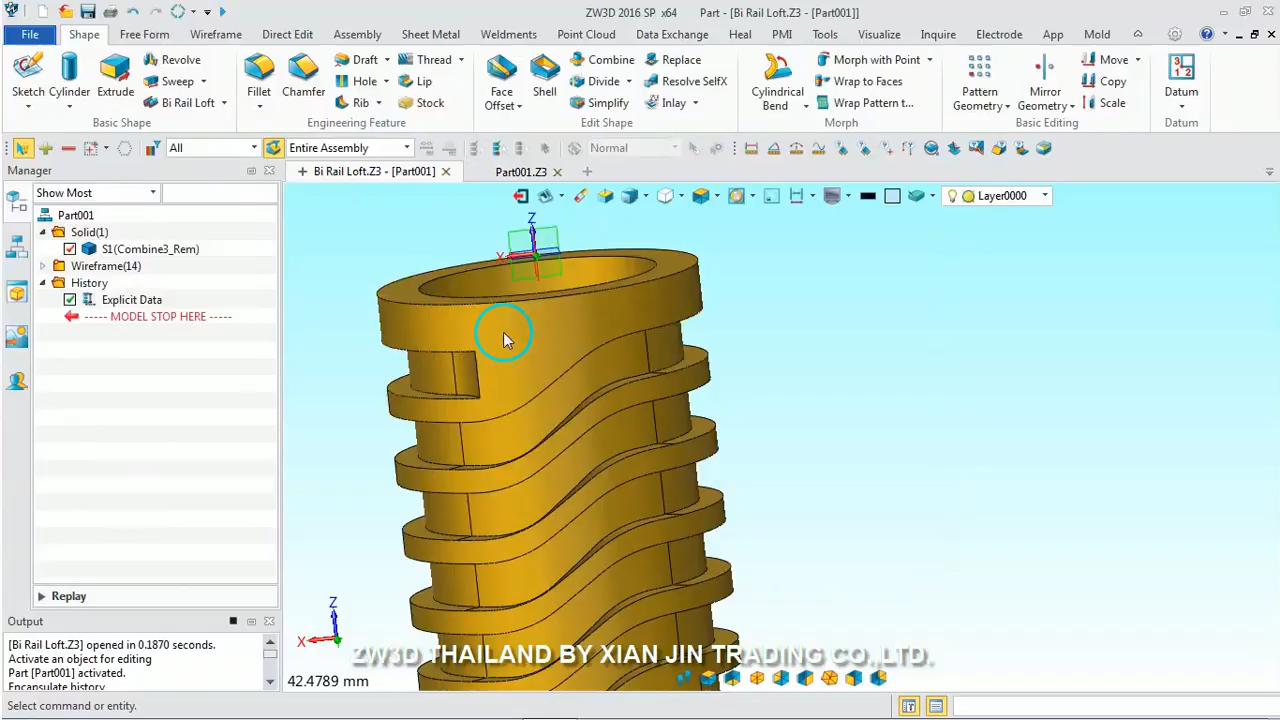 ZW3D 2016 SP x64 Part - [Bi Rail Loft.Z3 - [Part001]]
File Shape Free Form Wireframe Direct Edit Assembly Sheet Metal Weldments Point Cloud Data Exchange Heal PMI Tools Visualize Inquire Electrode App Mold
Sketch Cylinder Extrude Revolve Sweep Bi Rail Loft
Basic Shape
Fillet Chamfer Draft Hole Rib Thread Lip Stock
Engineering Feature
Face Offset Shell Combine Divide Simplify Replace Resolve SelfX Inlay
Edit Shape
Cylindrical Bend Morph with Point Wrap to Faces Wrap Pattern t...
Morph
Pattern Geometry Mirror Geometry Move Copy Scale
Basic Editing
Datum
Datum
All Entire Assembly Normal
Manager
Bi Rail Loft.Z3 - [Part001] Part001.Z3
Show Most
Layer0000
Part001
Solid(1)
S1(Combine3_Rem)
Wireframe(14)
History
Explicit Data
----- MODEL STOP HERE -----
Z
X
Replay
Output
[Bi Rail Loft.Z3] opened in 0.1870 seconds.
Activate an object for editing
Part [Part001] activated.
Encapsulate history
Z
X
ZW3D THAILAND BY XIAN JIN TRADING CO.,LTD.
42.4789 mm
Select command or entity.